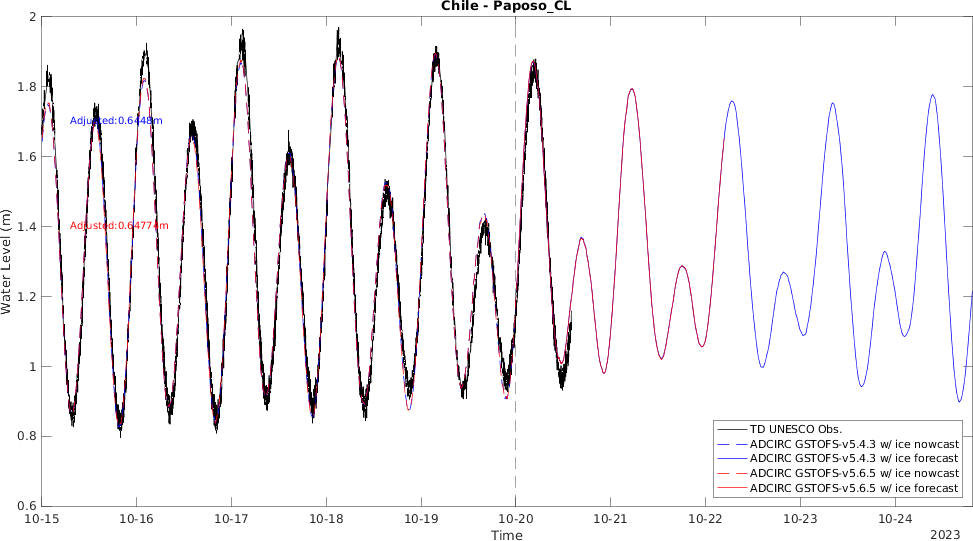 Chile - Paposo_CL
2
1.8
1.6
1.4
1.2
1
0.8
0.6
Water Level (m)
Adjusted:0.6448m
Adjusted:0.64774m
TD UNESCO Obs.
ADCIRC GSTOFS-v5.4.3 w/ ice nowcast
ADCIRC GSTOFS-v5.4.3 w/ ice forecast
ADCIRC GSTOFS-v5.6.5 w/ ice nowcast
ADCIRC GSTOFS-v5.6.5 w/ ice forecast
10-15 10-16 10-17 10-18 10-19 10-20 10-21 10-22 10-23 10-24
Time
2023